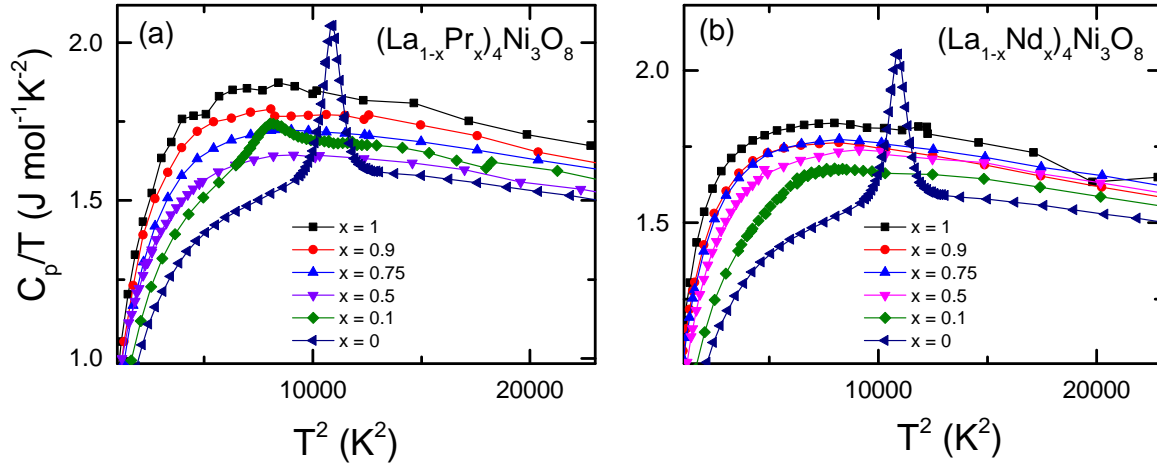 (a)
(La1-xPrx)4Ni3O8
2.0
1.5
1.0
Cp/T (J mol⁻¹K⁻²)
x = 1
x = 0.9
x = 0.75
x = 0.5
x = 0.1
x = 0
10000
20000
T² (K²)
(b)
(La1-xNdx)4Ni3O8
2.0
1.5
x = 1
x = 0.9
x = 0.75
x = 0.5
x = 0.1
x = 0
10000
20000
T² (K²)